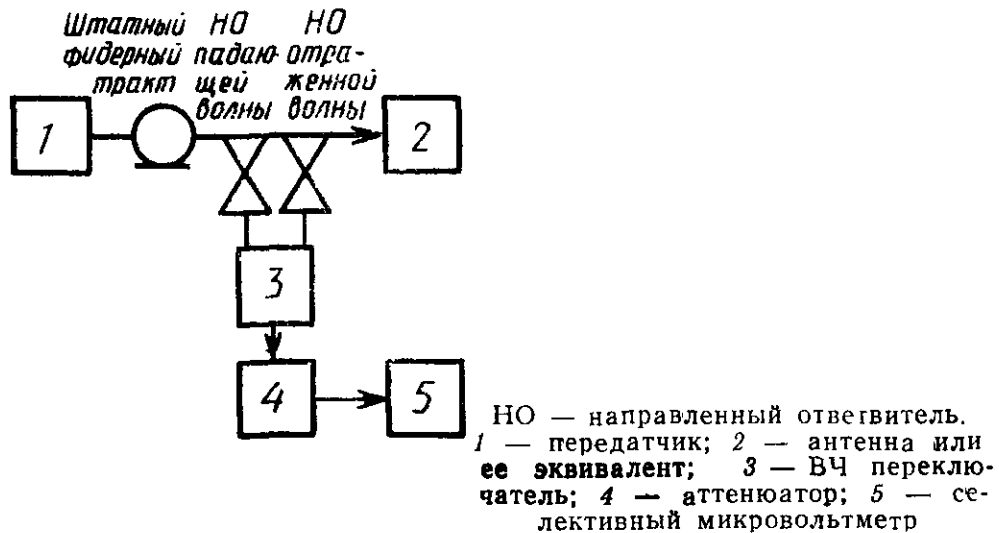 Штатный НО НО
фидерный падаю- отра-
тракт щей женной
волны волны
1
2
3
4
5
НО — направленный ответвитель.
1 — передатчик; 2 — антенна или
ее эквивалент; 3 — ВЧ переклю-
чатель; 4 — аттенюатор; 5 — се-
лективный микровольтметр